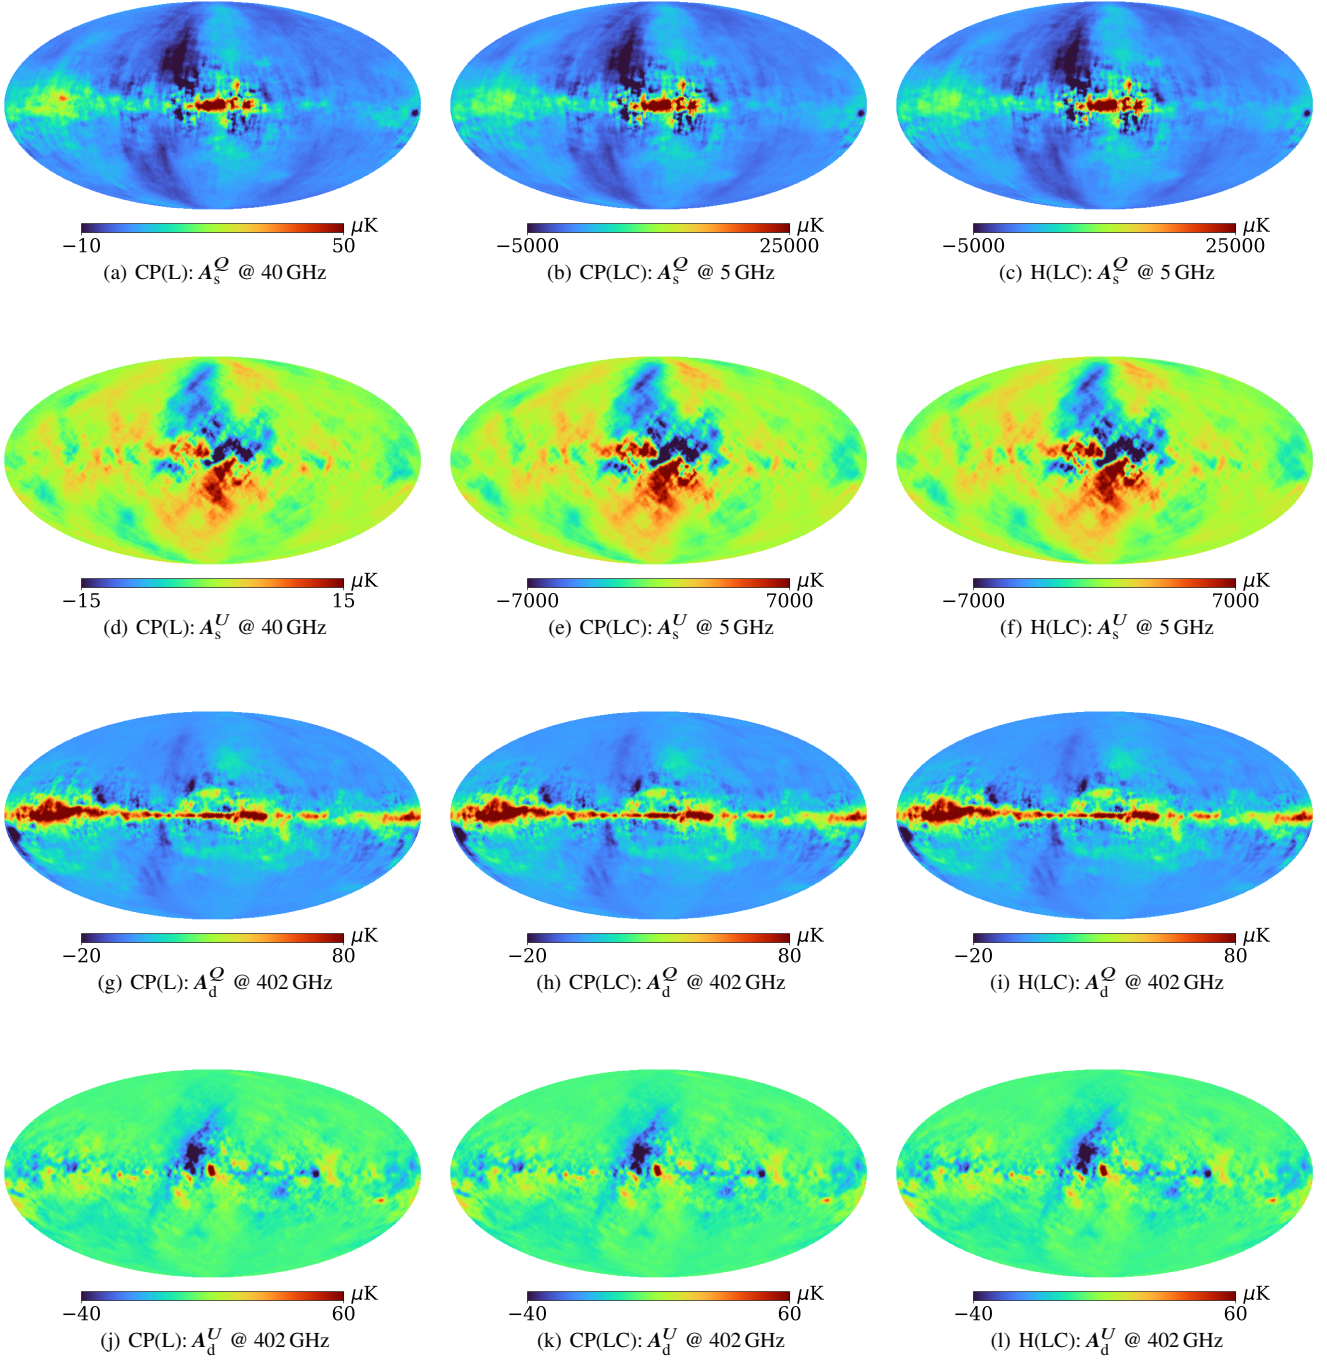 μK μK μK
−10 50 −5000 25000 −5000 25000
(a) CP(L): A_s^Q @ 40 GHz (b) CP(LC): A_s^Q @ 5 GHz (c) H(LC): A_s^Q @ 5 GHz
μK μK μK
−15 15 −7000 7000 −7000 7000
(d) CP(L): A_s^U @ 40 GHz (e) CP(LC): A_s^U @ 5 GHz (f) H(LC): A_s^U @ 5 GHz
μK μK μK
−20 80 −20 80 −20 80
(g) CP(L): A_d^Q @ 402 GHz (h) CP(LC): A_d^Q @ 402 GHz (i) H(LC): A_d^Q @ 402 GHz
μK μK μK
−40 60 −40 60 −40 60
(j) CP(L): A_d^U @ 402 GHz (k) CP(LC): A_d^U @ 402 GHz (l) H(LC): A_d^U @ 402 GHz